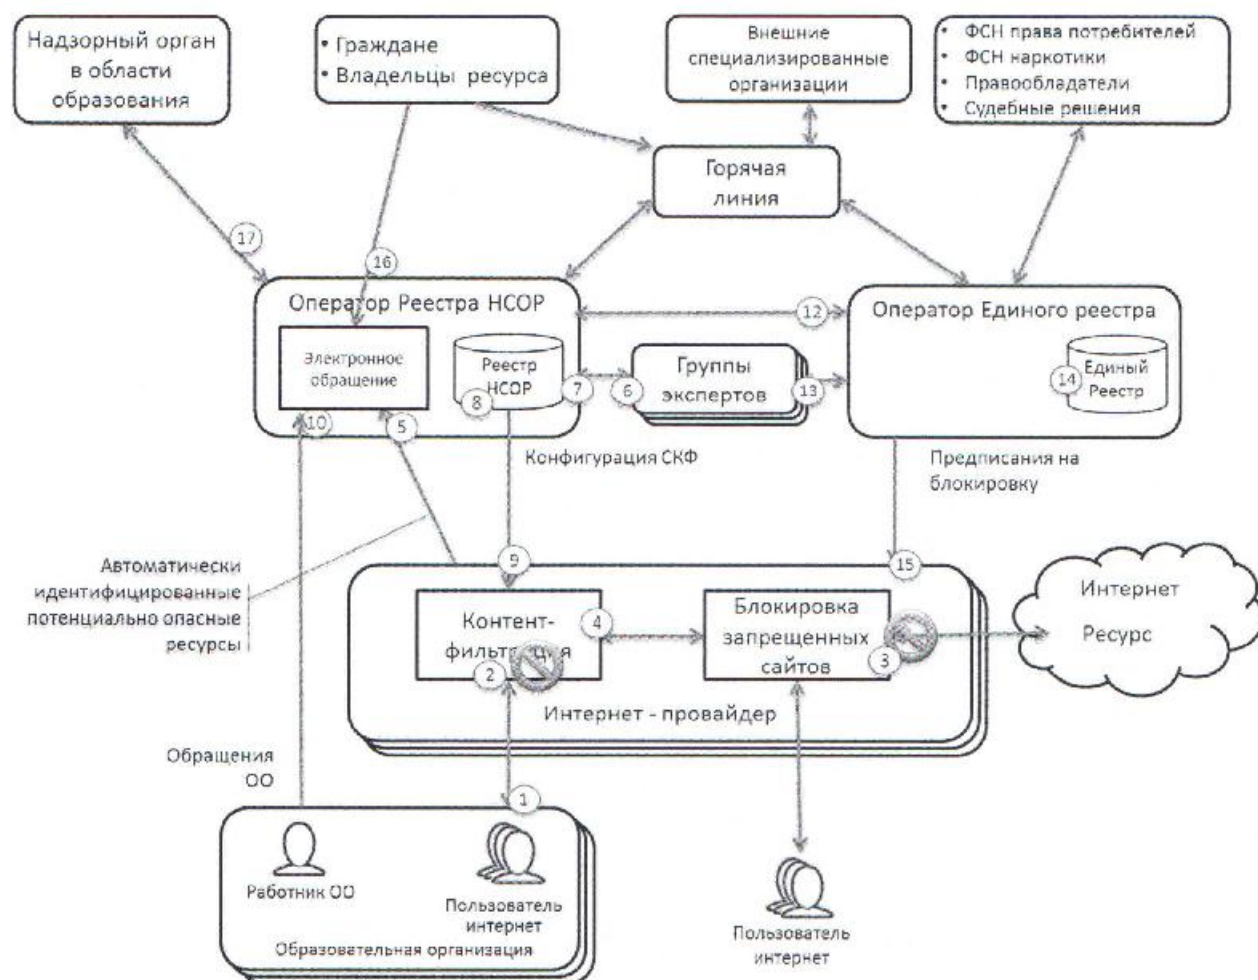 Надзорный орган
в области
образования
• Граждане
• Владельцы ресурса
Внешние
специализированные
организации
• ФСН права потребителей
• ФСН наркотики
• Правообладатели
• Судебные решения
Горячая
линия
17
16
Оператор Реестра НСОР
12
Оператор Единого реестра
Электронное
обращение
Реестр
НСОР
8
7
6
Группы
экспертов
13
14
Единый
Реестр
10
5
Конфигурация СКФ
Предписания на
блокировку
9
15
Автоматически
идентифицированные
потенциально опасные
ресурсы
Контент-
фильтрация
2
4
Блокировка
запрещенных
сайтов
3
Интернет
Ресурс
Интернет - провайдер
Обращения
ОО
1
Работник ОО
Пользователь
интернет
Образовательная организация
Пользователь
интернет